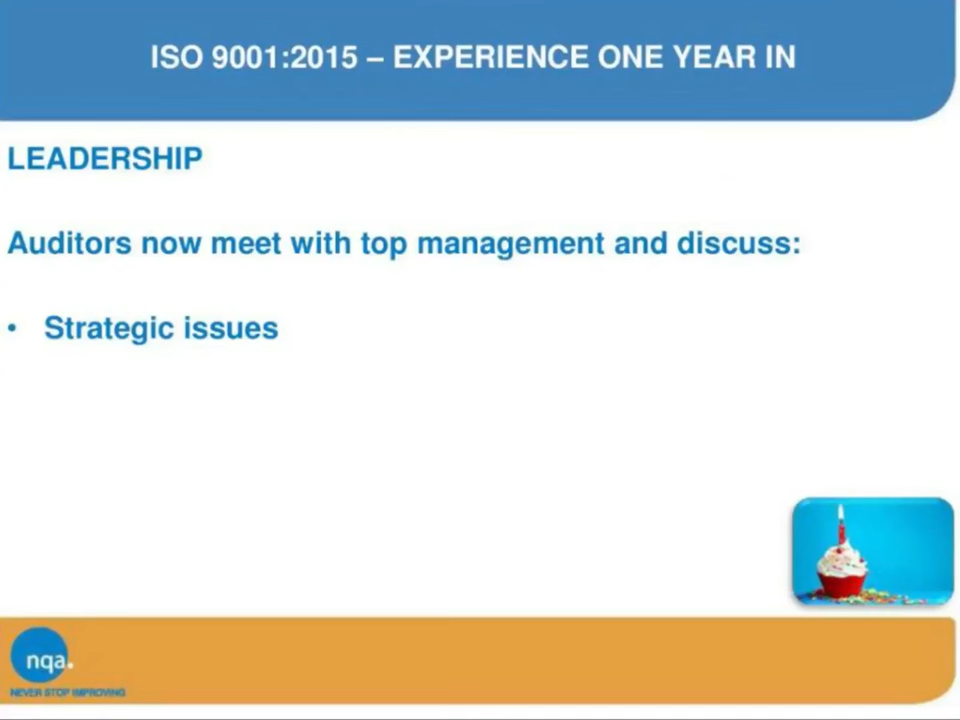 ISO 9001:2015 – EXPERIENCE ONE YEAR IN
LEADERSHIP
Auditors now meet with top management and discuss:
• Strategic issues
nqa.
NEVER STOP IMPROVING